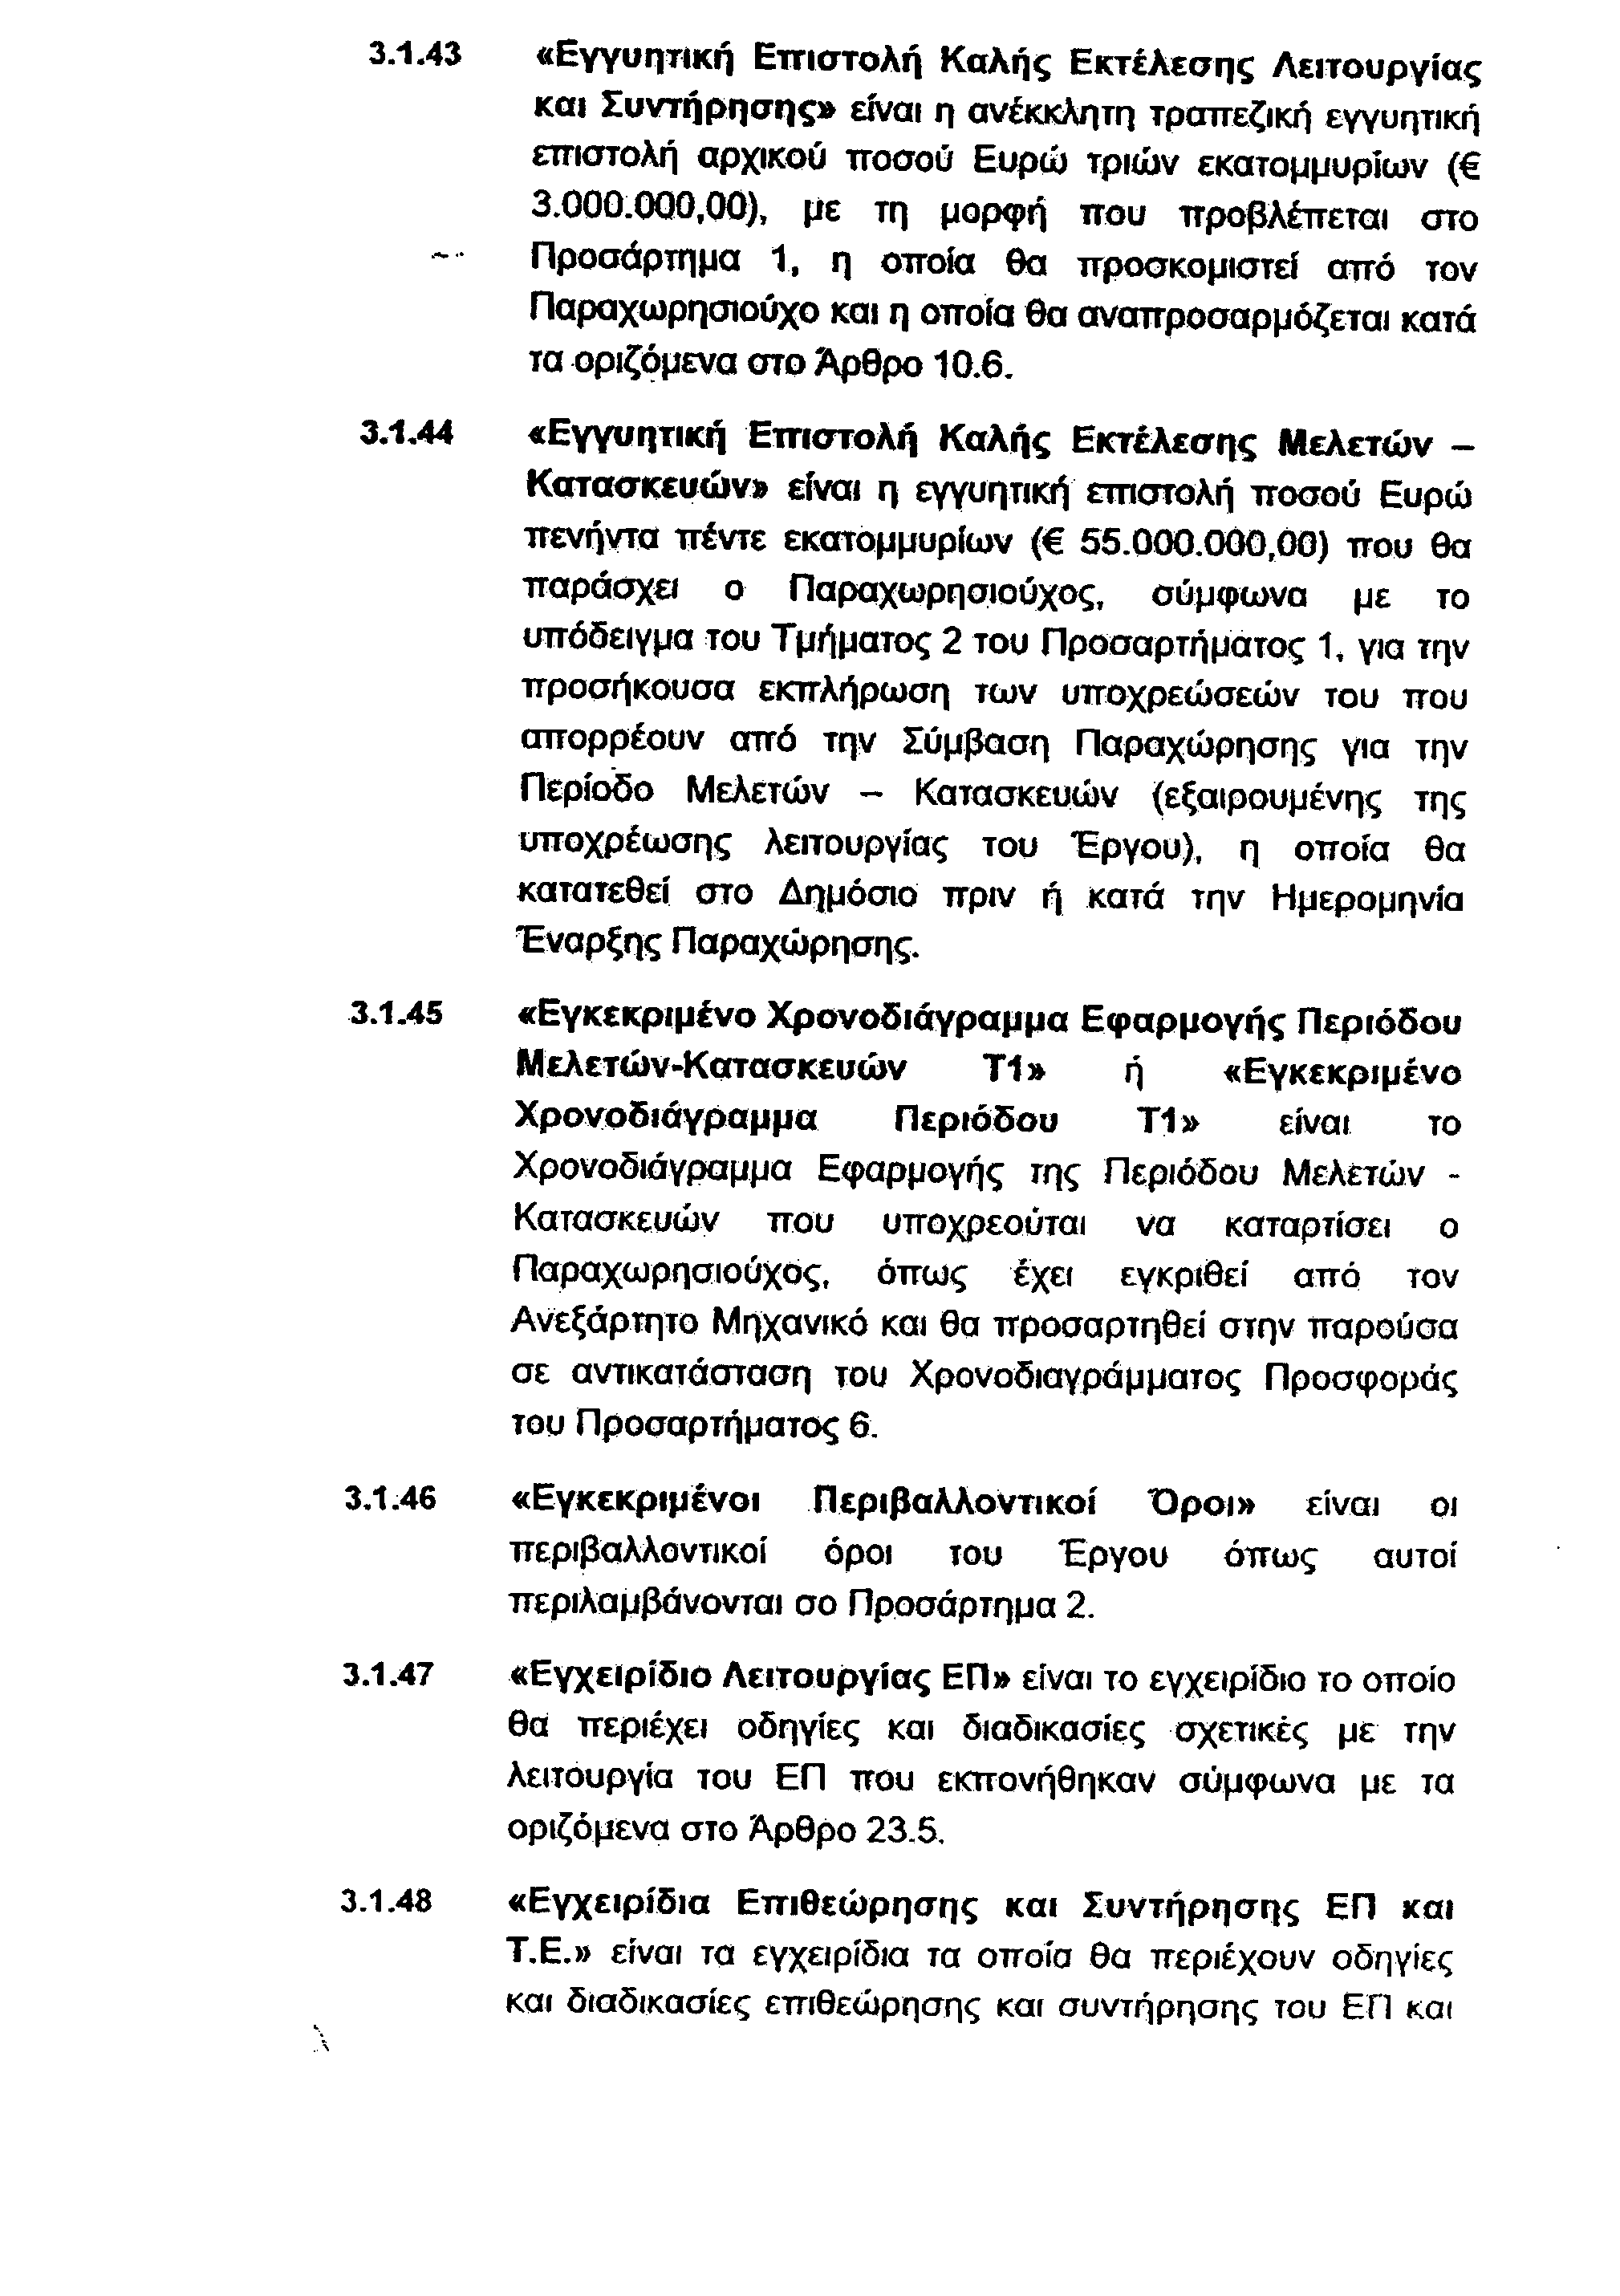 3.1.43 «Εγγυητική Επιστολή Καλής Εκτέλεσης Λειτουργίας
και Συντήρησης» είναι η ανέκκλητη τραπεζική εγγυητική
επιστολή αρχικού ποσού Ευρώ τριών εκατομμυρίων (€
3.000.000,00), με τη μορφή που προβλέπεται στο
Προσάρτημα 1, η οποία θα προσκομιστεί από τον
Παραχωρησιούχο και η οποία θα αναπροσαρμόζεται κατά
τα οριζόμενα στο Άρθρο 10.6.
3.1.44 «Εγγυητική Επιστολή Καλής Εκτέλεσης Μελετών –
Κατασκευών» είναι η εγγυητική επιστολή ποσού Ευρώ
πενήντα πέντε εκατομμυρίων (€ 55.000.000,00) που θα
παράσχει ο Παραχωρησιούχος, σύμφωνα με το
υπόδειγμα του Τμήματος 2 του Προσαρτήματος 1, για την
προσήκουσα εκπλήρωση των υποχρεώσεών του που
απορρέουν από την Σύμβαση Παραχώρησης για την
Περίοδο Μελετών – Κατασκευών (εξαιρουμένης της
υποχρέωσης λειτουργίας του Έργου), η οποία θα
κατατεθεί στο Δημόσιο πριν ή κατά την Ημερομηνία
Έναρξης Παραχώρησης.
3.1.45 «Εγκεκριμένο Χρονοδιάγραμμα Εφαρμογής Περιόδου
Μελετών-Κατασκευών Τ1» ή «Εγκεκριμένο
Χρονοδιάγραμμα Περιόδου Τ1» είναι το
Χρονοδιάγραμμα Εφαρμογής της Περιόδου Μελετών -
Κατασκευών που υποχρεούται να καταρτίσει ο
Παραχωρησιούχος, όπως έχει εγκριθεί από τον
Ανεξάρτητο Μηχανικό και θα προσαρτηθεί στην παρούσα
σε αντικατάσταση του Χρονοδιαγράμματος Προσφοράς
του Προσαρτήματος 6.
3.1.46 «Εγκεκριμένοι Περιβαλλοντικοί Όροι» είναι οι
περιβαλλοντικοί όροι του Έργου όπως αυτοί
περιλαμβάνονται σο Προσάρτημα 2.
3.1.47 «Εγχειρίδιο Λειτουργίας ΕΠ» είναι το εγχειρίδιο το οποίο
θα περιέχει οδηγίες και διαδικασίες σχετικές με την
λειτουργία του ΕΠ που εκπονήθηκαν σύμφωνα με τα
οριζόμενα στο Άρθρο 23.5.
3.1.48 «Εγχειρίδια Επιθεώρησης και Συντήρησης ΕΠ και
Τ.Ε.» είναι τα εγχειρίδια τα οποία θα περιέχουν οδηγίες
και διαδικασίες επιθεώρησης και συντήρησης του ΕΠ και